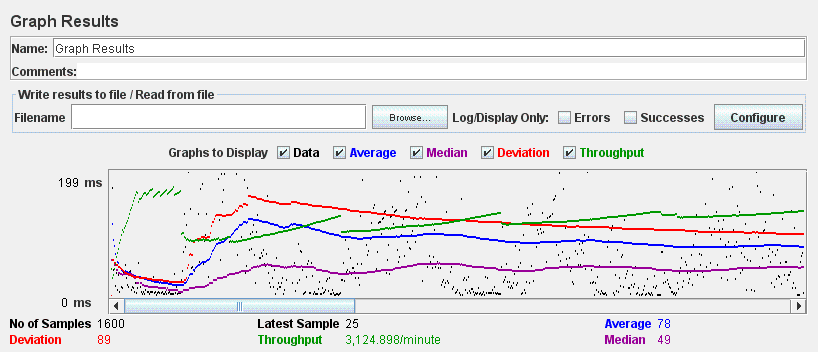 Graph Results
Name: Graph Results
Comments:
Write results to file / Read from file
Filename Browse... Log/Display Only: Errors Successes Configure
Graphs to Display Data Average Median Deviation Throughput
199 ms
0 ms
No of Samples 1600 Latest Sample 25 Average 78
Deviation 89 Throughput 3,124.898/minute Median 49